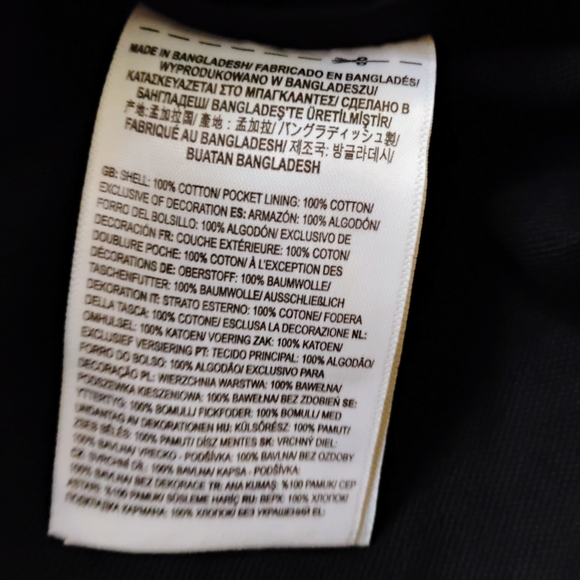 MADE IN BANGLADESH/ FABRICADO EN BANGLADÉS/
WYPRODUKOWANO W BANGLADESZU/
ΚΑΤΑΣΚΕΥΑΖΕΤΑΙ ΣΤΟ ΜΠΑΓΚΛΑΝΤΕΣ/ СДЕЛАНО В
БАНГЛАДЕШ/ BANGLADEŞ'TE ÜRETİLMİŞTİR/
产地:孟加拉国/ 產地:孟加拉/ バングラディッシュ製/
FABRIQUÉ AU BANGLADESH/ 제조국: 방글라데시/
BUATAN BANGLADESH
GB: SHELL: 100% COTTON/ POCKET LINING: 100% COTTON/
EXCLUSIVE OF DECORATION ES: ARMAZÓN: 100% ALGODÓN/
FORRO DEL BOLSILLO: 100% ALGODÓN/ EXCLUSIVO DE
DECORACIÓN FR: COUCHE EXTÉRIEURE: 100% COTON/
DOUBLURE POCHE: 100% COTON/ À L'EXCEPTION DES
DÉCORATIONS DE: OBERSTOFF: 100% BAUMWOLLE/
TASCHENFUTTER: 100% BAUMWOLLE/ AUSSCHLIEßLICH
DEKORATION IT: STRATO ESTERNO: 100% COTONE/ FODERA
DELLA TASCA: 100% COTONE/ ESCLUSA LA DECORAZIONE NL:
OMHULSEL: 100% KATOEN/ VOERING ZAK: 100% KATOEN/
EXCLUSIEF VERSIERING PT: TECIDO PRINCIPAL: 100% ALGODÃO/
FORRO DO BOLSO: 100% ALGODÃO/ EXCLUSIVO PARA
DECORAÇÃO PL: WIERZCHNIA WARSTWA: 100% BAWEŁNA/
PODSZEWKA KIESZENIOWA: 100% BAWEŁNA/ BEZ ZDOBIEŃ SE:
YTTERTYG: 100% BOMULL/ FICKFODER: 100% BOMULL/ MED
UNDANTAG AV DEKORATIONEN HU: KÜLSŐRÉSZ: 100% PAMUT/
ZSEB BÉLÉS: 100% PAMUT/ DÍSZ MENTES SK: VRCHNÝ DIEL:
100% BAVLNA/ VRECKO - PODŠÍVKA: 100% BAVLNA/ BEZ OZDOBY
CZ: SVRCHNÍ DÍL: 100% BAVLNA/ KAPSA - PODŠÍVKA:
100% BAVLNA/ BEZ DEKORACE TR: ANA KUMAŞ: %100 PAMUK/ CEP
ASTARI: %100 PAMUK/ SÜSLEME HARİÇ RU: ВЕРХ: 100% ХЛОПОК/
ПОДКЛАДКА КАРМАНА: 100% ХЛОПОК/ БЕЗ УКРАШЕНИЙ EL: